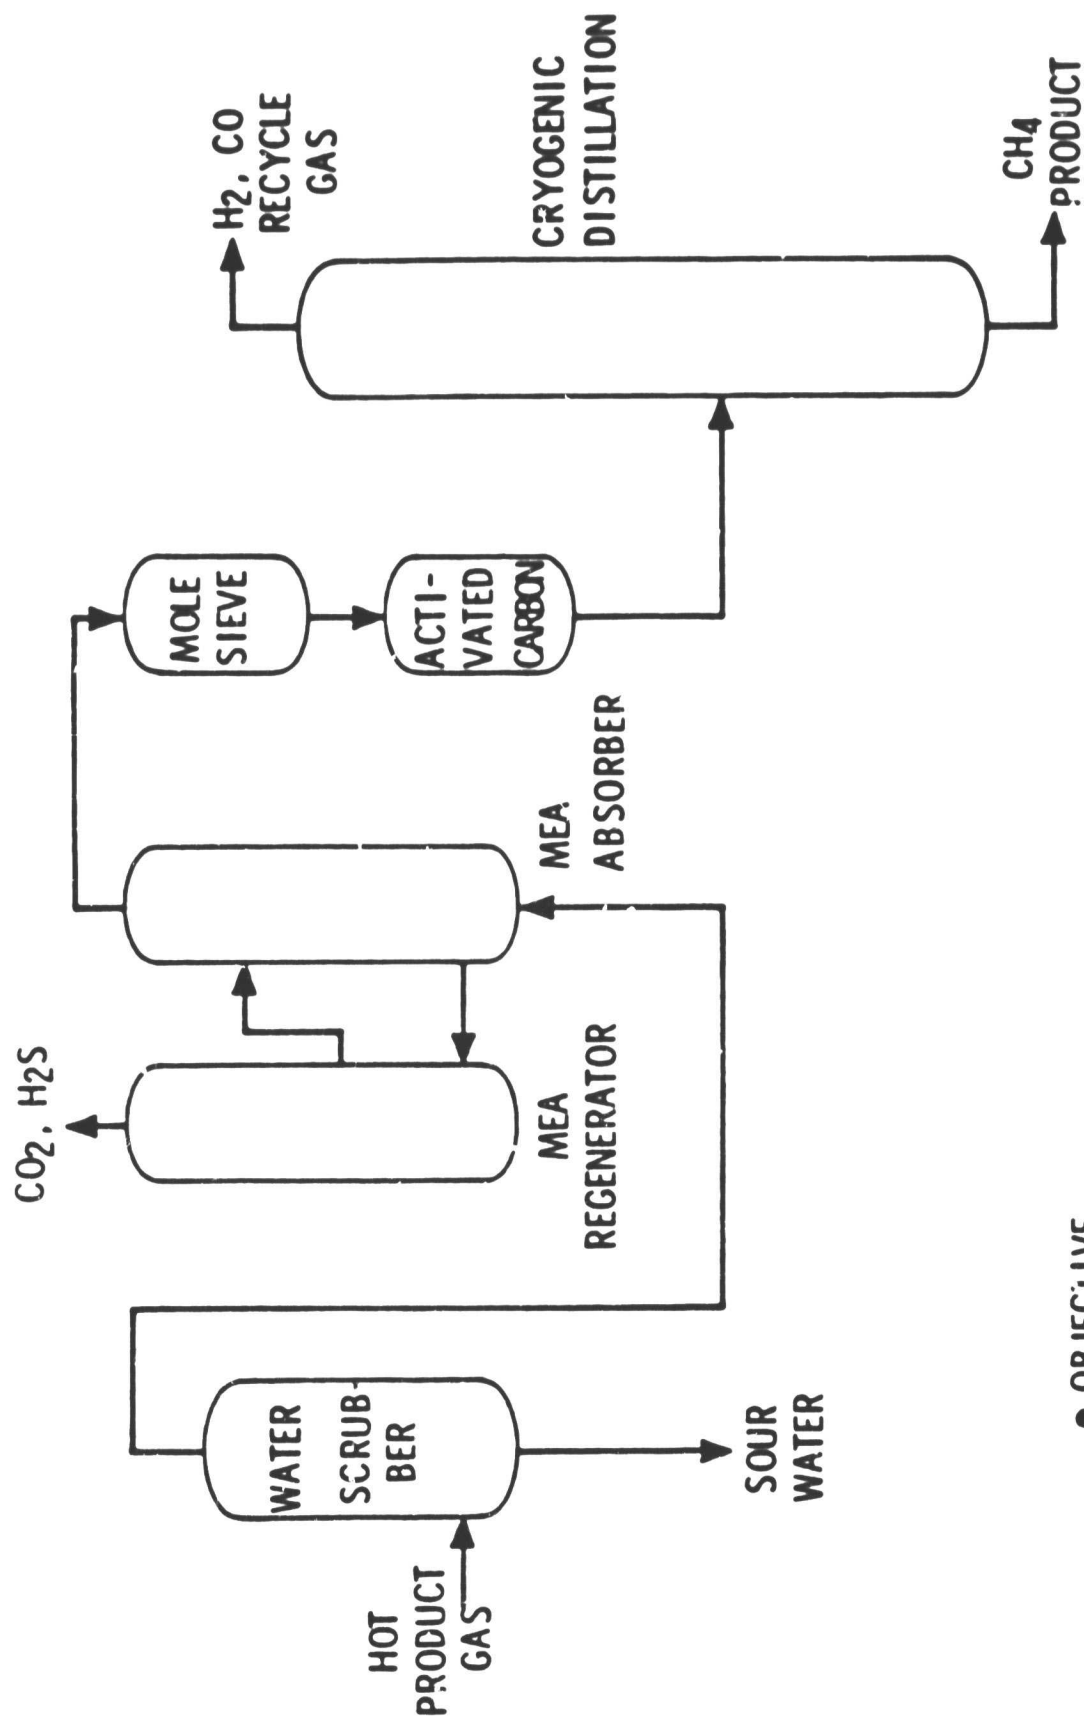 HOT
PRODUCT
GAS
WATER
SCRUB-
BER
SOUR
WATER
CO2, H2S
MEA
REGENERATOR
MEA
ABSORBER
MOLE
SIEVE
ACTI-
VATED
CARBON
H2, CO
RECYCLE
GAS
CRYOGENIC
DISTILLATION
CH4
PRODUCT